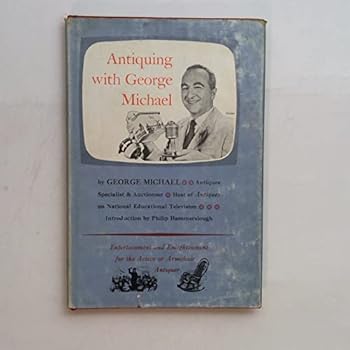 Antiquing
with George
Michael
by GEORGE MICHAEL Antiques
Specialist & Auctioneer Host of Antiques
on National Educational Television
Introduction by Philip Hammerslough
Entertainment and Enlightenment
for the Active or Armchair
Antiquer